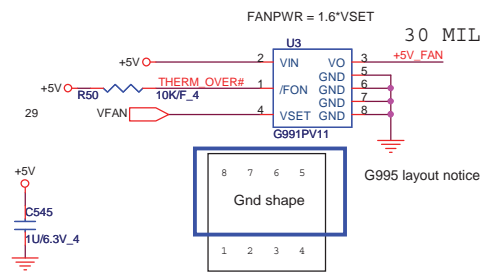 FANPWR = 1.6*VSET
30 MIL
U3
+5V 2 VIN VO 3 +5V_FAN
GND 5
+5V THERM_OVER# 1 /FON GND 6
R50 10K/F_4 GND 7
29 VFAN 4 VSET GND 8
G991PV11
G995 layout notice
+5V
8 7 6 5
Gnd shape
C545
1U/6.3V_4
1 2 3 4